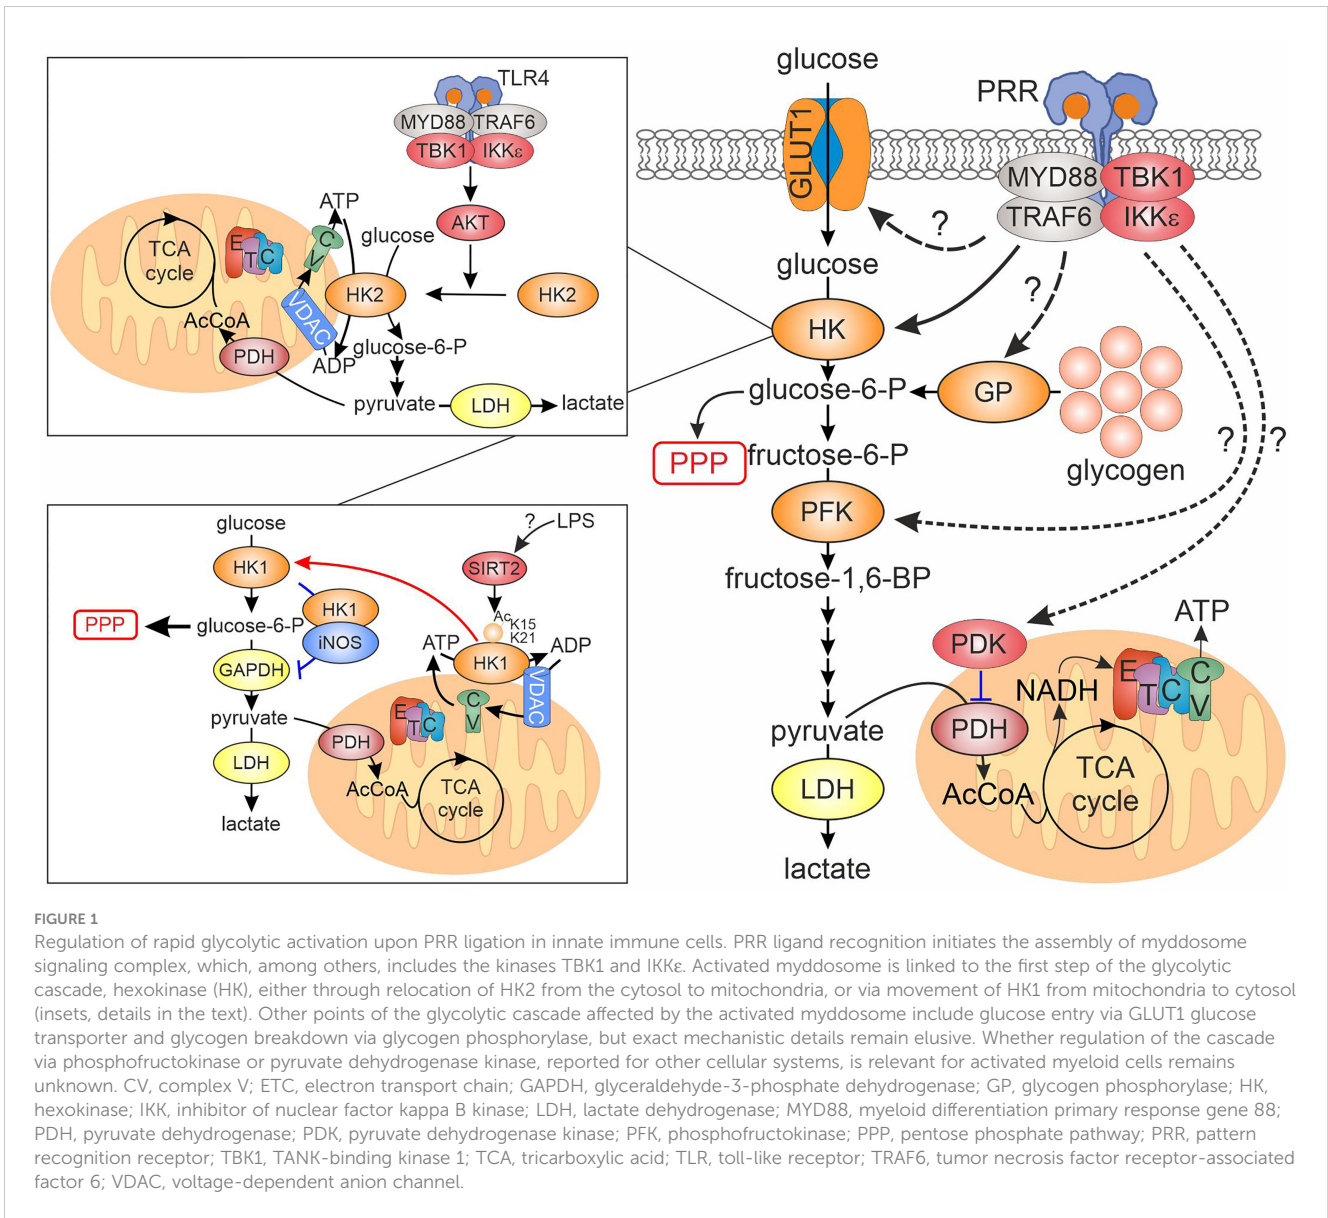 TLR4
MYD88 TRAF6
TBK1 IKKε
AKT
ATP
glucose
HK2
HK2
C
V
E
T
C
TCA
cycle
VDAC
AcCoA
PDH
ADP
glucose-6-P
pyruvate
LDH
lactate
glucose
GLUT1
PRR
MYD88 TBK1
TRAF6 IKKε
?
glucose
HK
?
glucose-6-P
GP
glycogen
PPP
fructose-6-P
?
?
PFK
fructose-1,6-BP
PDK
ATP
NADH
E
T
C
C
V
PDH
pyruvate
AcCoA
TCA
cycle
LDH
lactate
glucose
HK1
? LPS
SIRT2
Ac
K15
K21
PPP
glucose-6-P
HK1
iNOS
ATP
HK1
ADP
VDAC
GAPDH
pyruvate
E
T
C
C
V
PDH
LDH
AcCoA
TCA
cycle
lactate
FIGURE 1
Regulation of rapid glycolytic activation upon PRR ligation in innate immune cells. PRR ligand recognition initiates the assembly of myddosome
signaling complex, which, among others, includes the kinases TBK1 and IKKε. Activated myddosome is linked to the first step of the glycolytic
cascade, hexokinase (HK), either through relocation of HK2 from the cytosol to mitochondria, or via movement of HK1 from mitochondria to cytosol
(insets, details in the text). Other points of the glycolytic cascade affected by the activated myddosome include glucose entry via GLUT1 glucose
transporter and glycogen breakdown via glycogen phosphorylase, but exact mechanistic details remain elusive. Whether regulation of the cascade
via phosphofructokinase or pyruvate dehydrogenase kinase, reported for other cellular systems, is relevant for activated myeloid cells remains
unknown. CV, complex V; ETC, electron transport chain; GAPDH, glyceraldehyde-3-phosphate dehydrogenase; GP, glycogen phosphorylase; HK,
hexokinase; IKK, inhibitor of nuclear factor kappa B kinase; LDH, lactate dehydrogenase; MYD88, myeloid differentiation primary response gene 88;
PDH, pyruvate dehydrogenase; PDK, pyruvate dehydrogenase kinase; PFK, phosphofructokinase; PPP, pentose phosphate pathway; PRR, pattern
recognition receptor; TBK1, TANK-binding kinase 1; TCA, tricarboxylic acid; TLR, toll-like receptor; TRAF6, tumor necrosis factor receptor-associated
factor 6; VDAC, voltage-dependent anion channel.